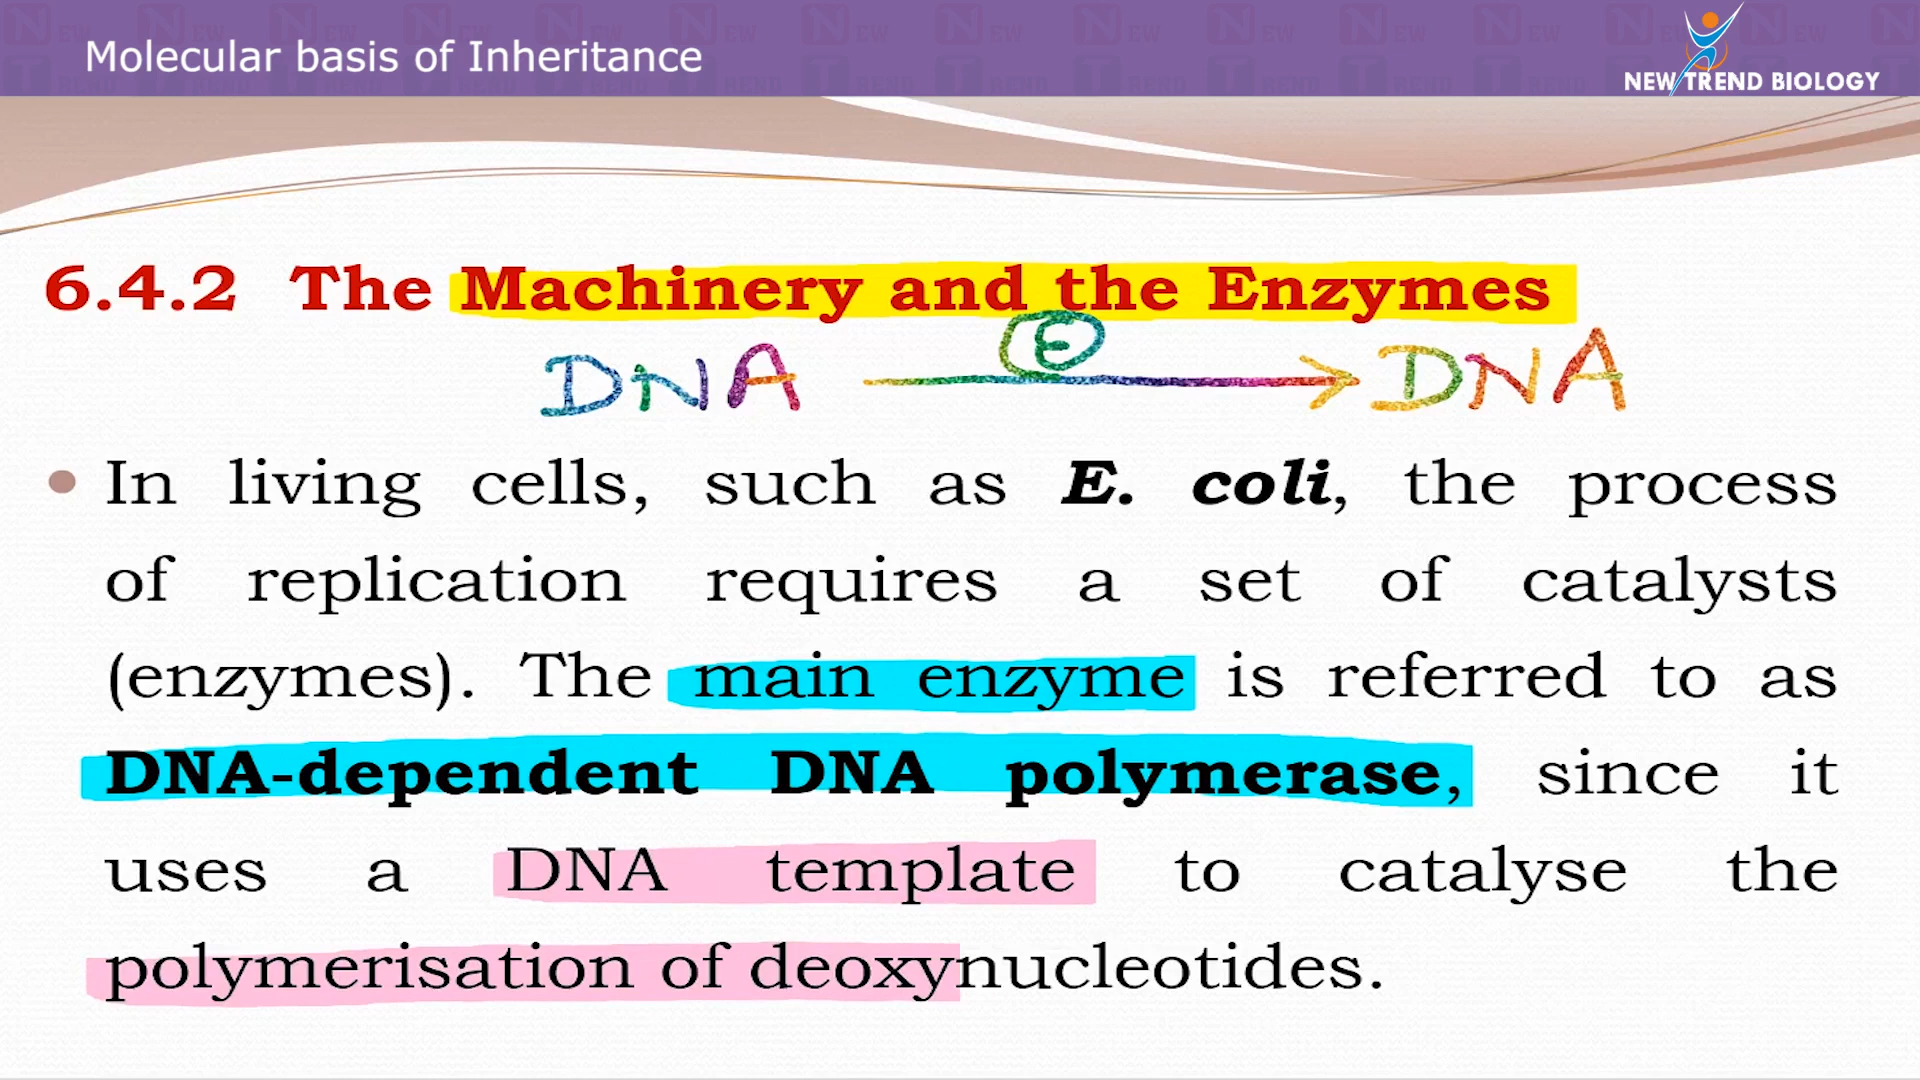 Molecular basis of Inheritance
NEW TREND BIOLOGY
6.4.2 The Machinery and the Enzymes
E
DNA → DNA
• In living cells, such as E. coli, the process
of replication requires a set of catalysts
(enzymes). The main enzyme is referred to as
DNA-dependent DNA polymerase, since it
uses a DNA template to catalyse the
polymerisation of deoxynucleotides.